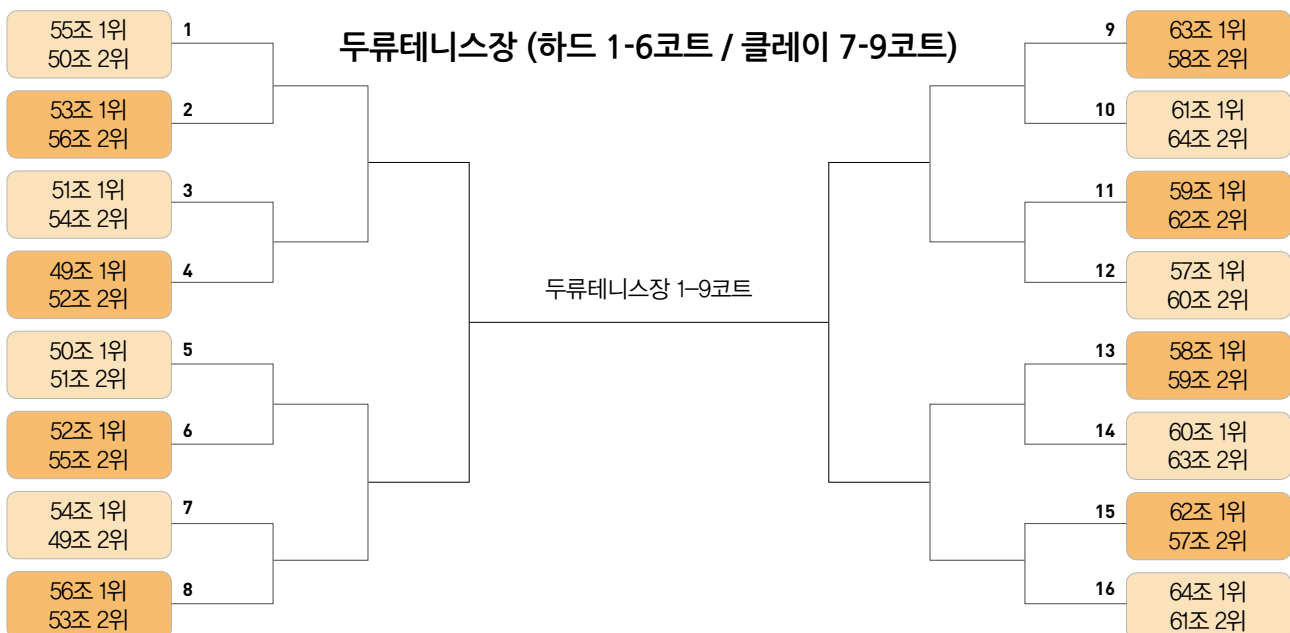 두류테니스장 (하드 1-6코트 / 클레이 7-9코트)
55조 1위
50조 2위
1
53조 1위
56조 2위
2
51조 1위
54조 2위
3
49조 1위
52조 2위
4
50조 1위
51조 2위
5
52조 1위
55조 2위
6
54조 1위
49조 2위
7
56조 1위
53조 2위
8
두류테니스장 1–9코트
9
63조 1위
58조 2위
10
61조 1위
64조 2위
11
59조 1위
62조 2위
12
57조 1위
60조 2위
13
58조 1위
59조 2위
14
60조 1위
63조 2위
15
62조 1위
57조 2위
16
64조 1위
61조 2위